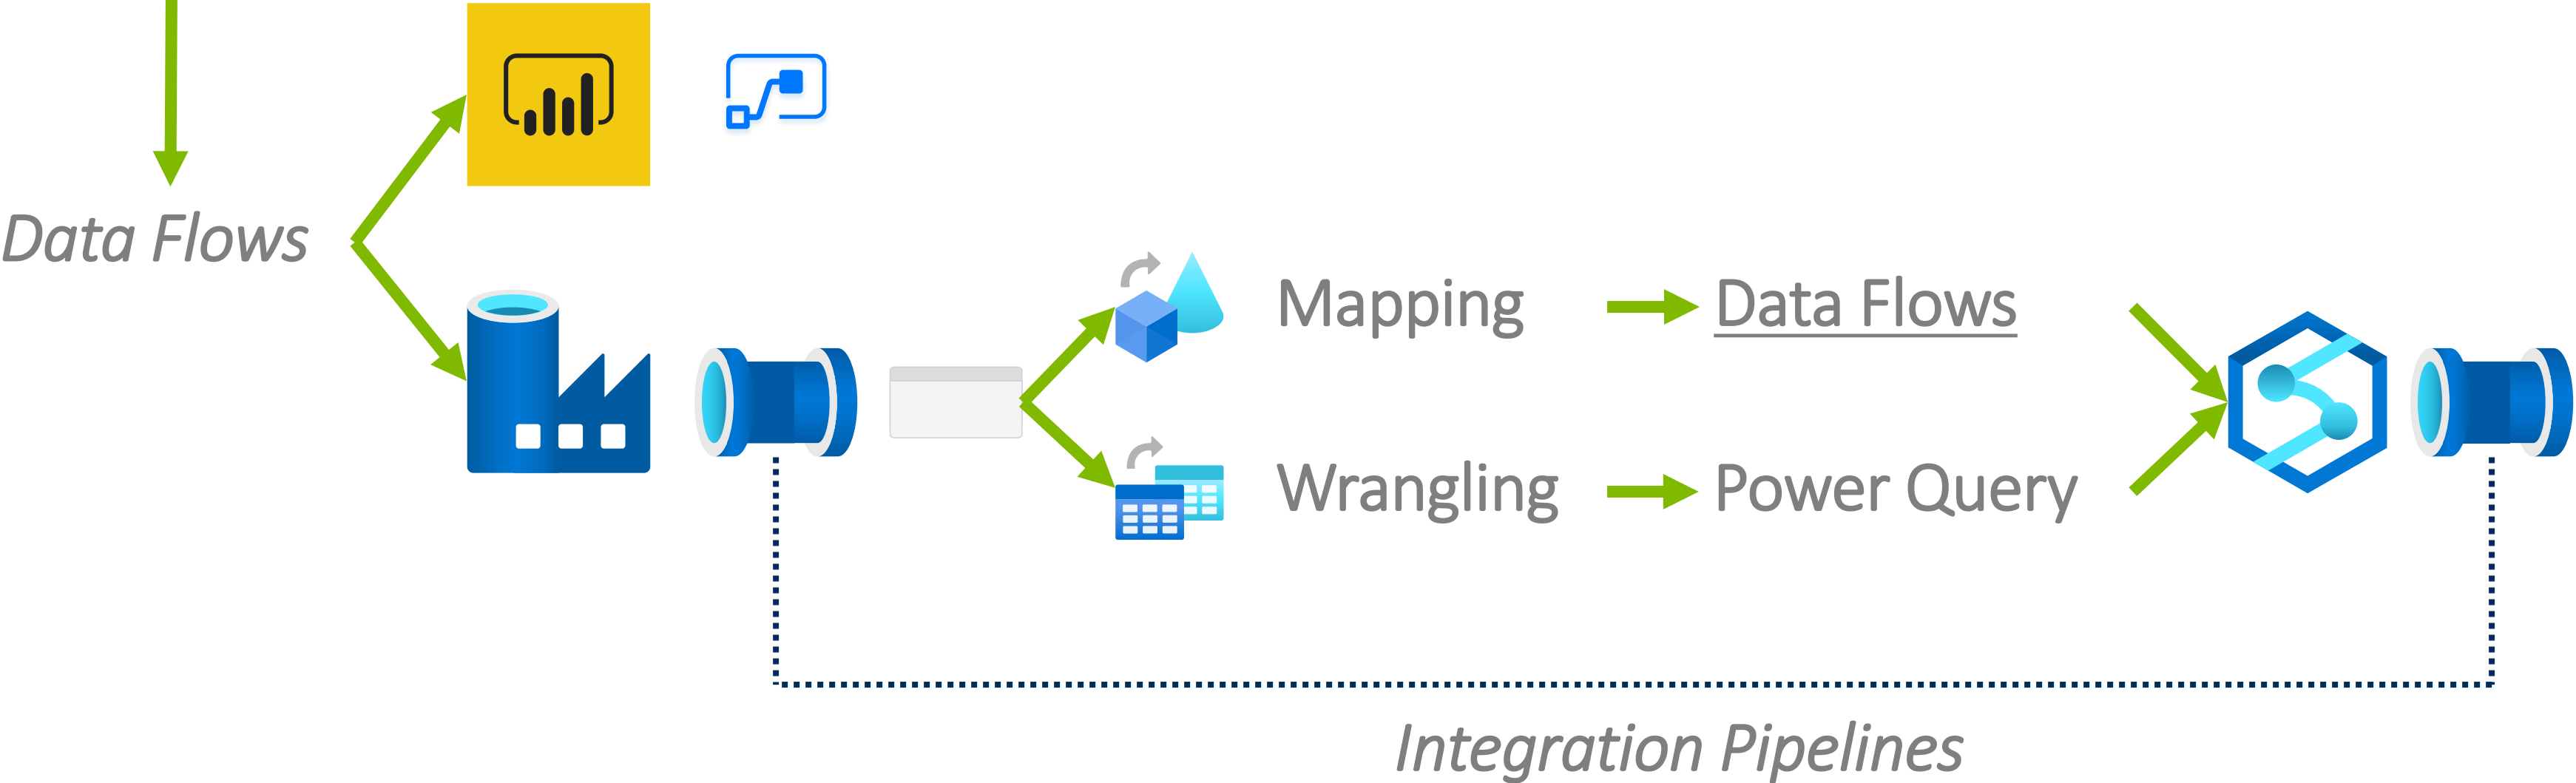 Data Flows
Mapping
Data Flows
Wrangling
Power Query
Integration Pipelines